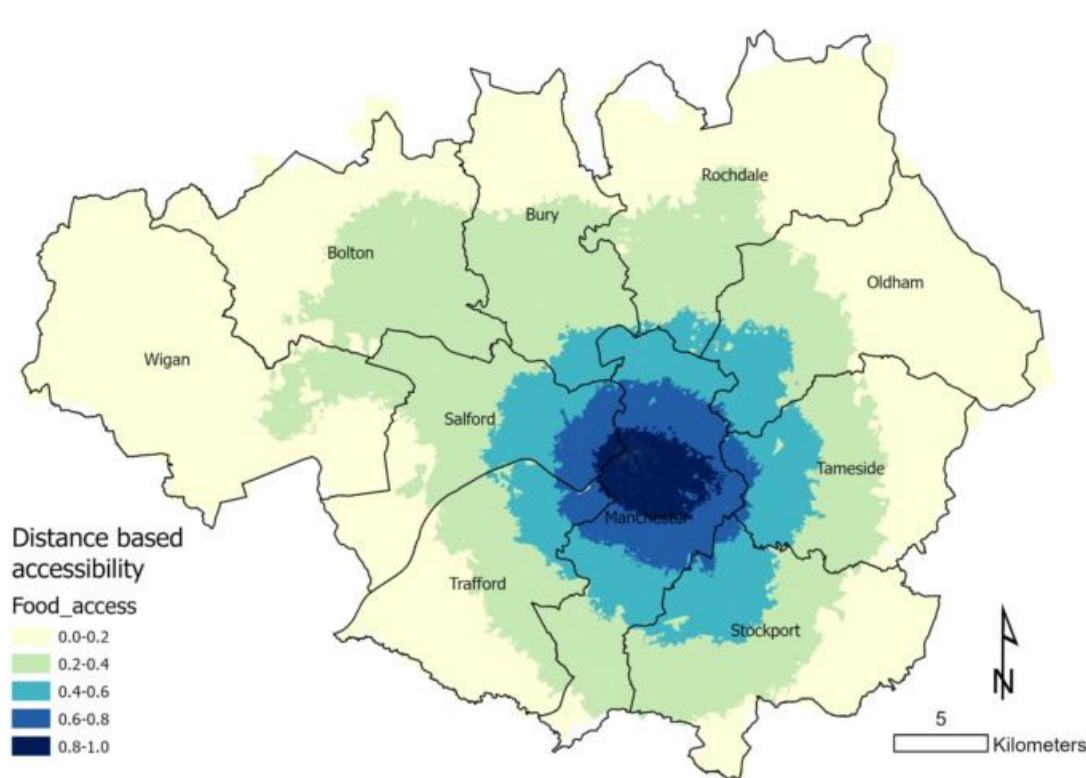 Rochdale
Bury
Bolton
Oldham
Wigan
Salford
Tameside
Manchester
Trafford
Stockport
Distance based
accessibility
Food_access
0.0-0.2
0.2-0.4
0.4-0.6
0.6-0.8
0.8-1.0
N
5
Kilometers